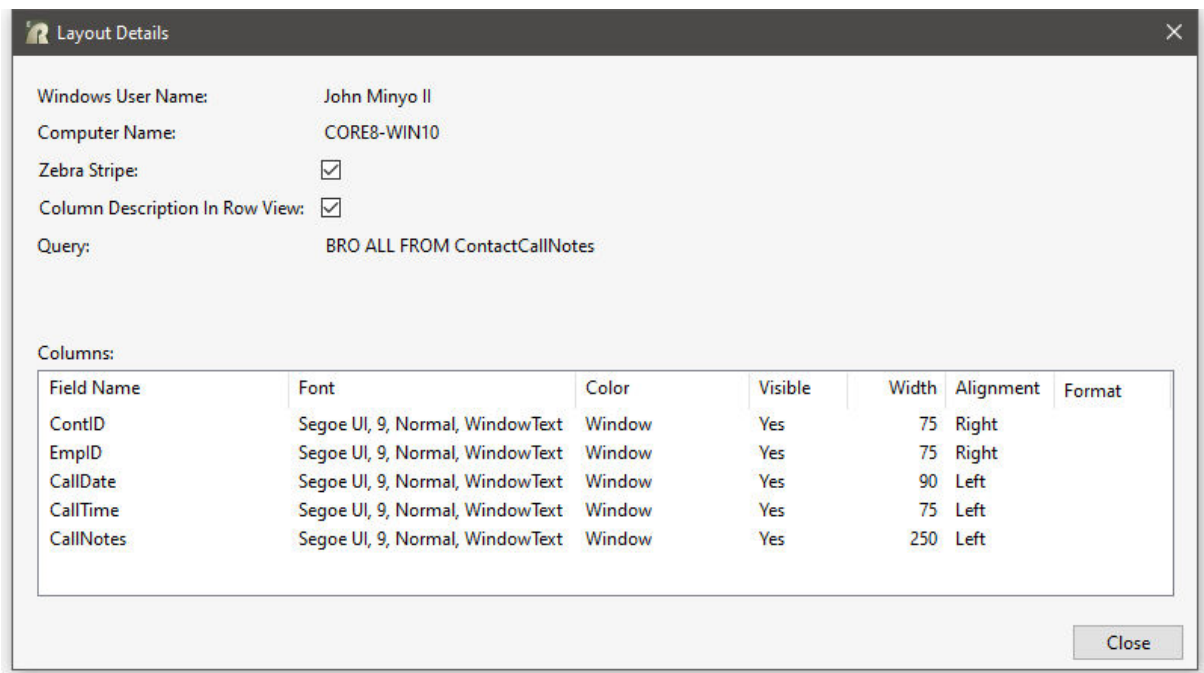 Layout Details
Windows User Name: John Minyo II
Computer Name: CORE8-WIN10
Zebra Stripe:
Column Description In Row View:
Query: BRO ALL FROM ContactCallNotes
Columns:
Field Name Font Color Visible Width Alignment Format
ContID Segoe UI, 9, Normal, WindowText Window Yes 75 Right
EmpID Segoe UI, 9, Normal, WindowText Window Yes 75 Right
CallDate Segoe UI, 9, Normal, WindowText Window Yes 90 Left
CallTime Segoe UI, 9, Normal, WindowText Window Yes 75 Left
CallNotes Segoe UI, 9, Normal, WindowText Window Yes 250 Left
Close